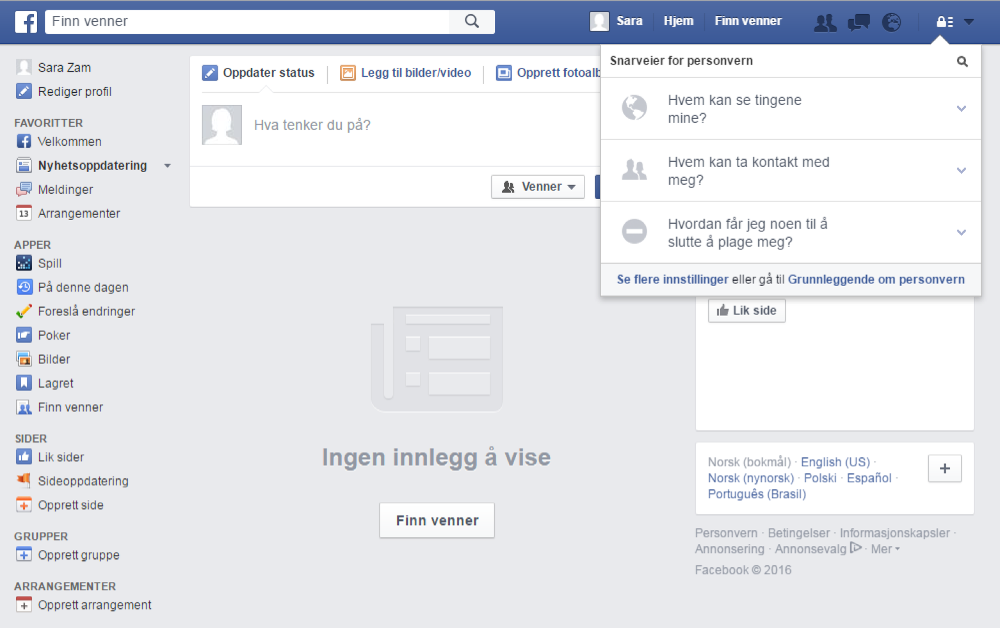 Finn venner
Sara
Hjem
Finn venner
Snarveier for personvern
Hvem kan se tingene
mine?
Hvem kan ta kontakt med
meg?
Hvordan får jeg noen til å
slutte å plage meg?
Se flere innstillinger eller gå til Grunnleggende om personvern
Sara Zam
Rediger profil
FAVORITTER
Velkommen
Nyhetsoppdatering
Meldinger
13 Arrangementer
APPER
Spill
På denne dagen
Foreslå endringer
Poker
Bilder
Lagret
Finn venner
SIDER
Lik sider
Sideoppdatering
Opprett side
GRUPPER
Opprett gruppe
ARRANGEMENTER
Opprett arrangement
Oppdater status
Legg til bilder/video
Opprett fotoalb
Hva tenker du på?
Venner
Ingen innlegg å vise
Finn venner
Lik side
Norsk (bokmål) · English (US) ·
Norsk (nynorsk) · Polski · Español ·
Português (Brasil)
Personvern · Betingelser · Informasjonskapsler ·
Annonsering · Annonsevalg · Mer
Facebook © 2016